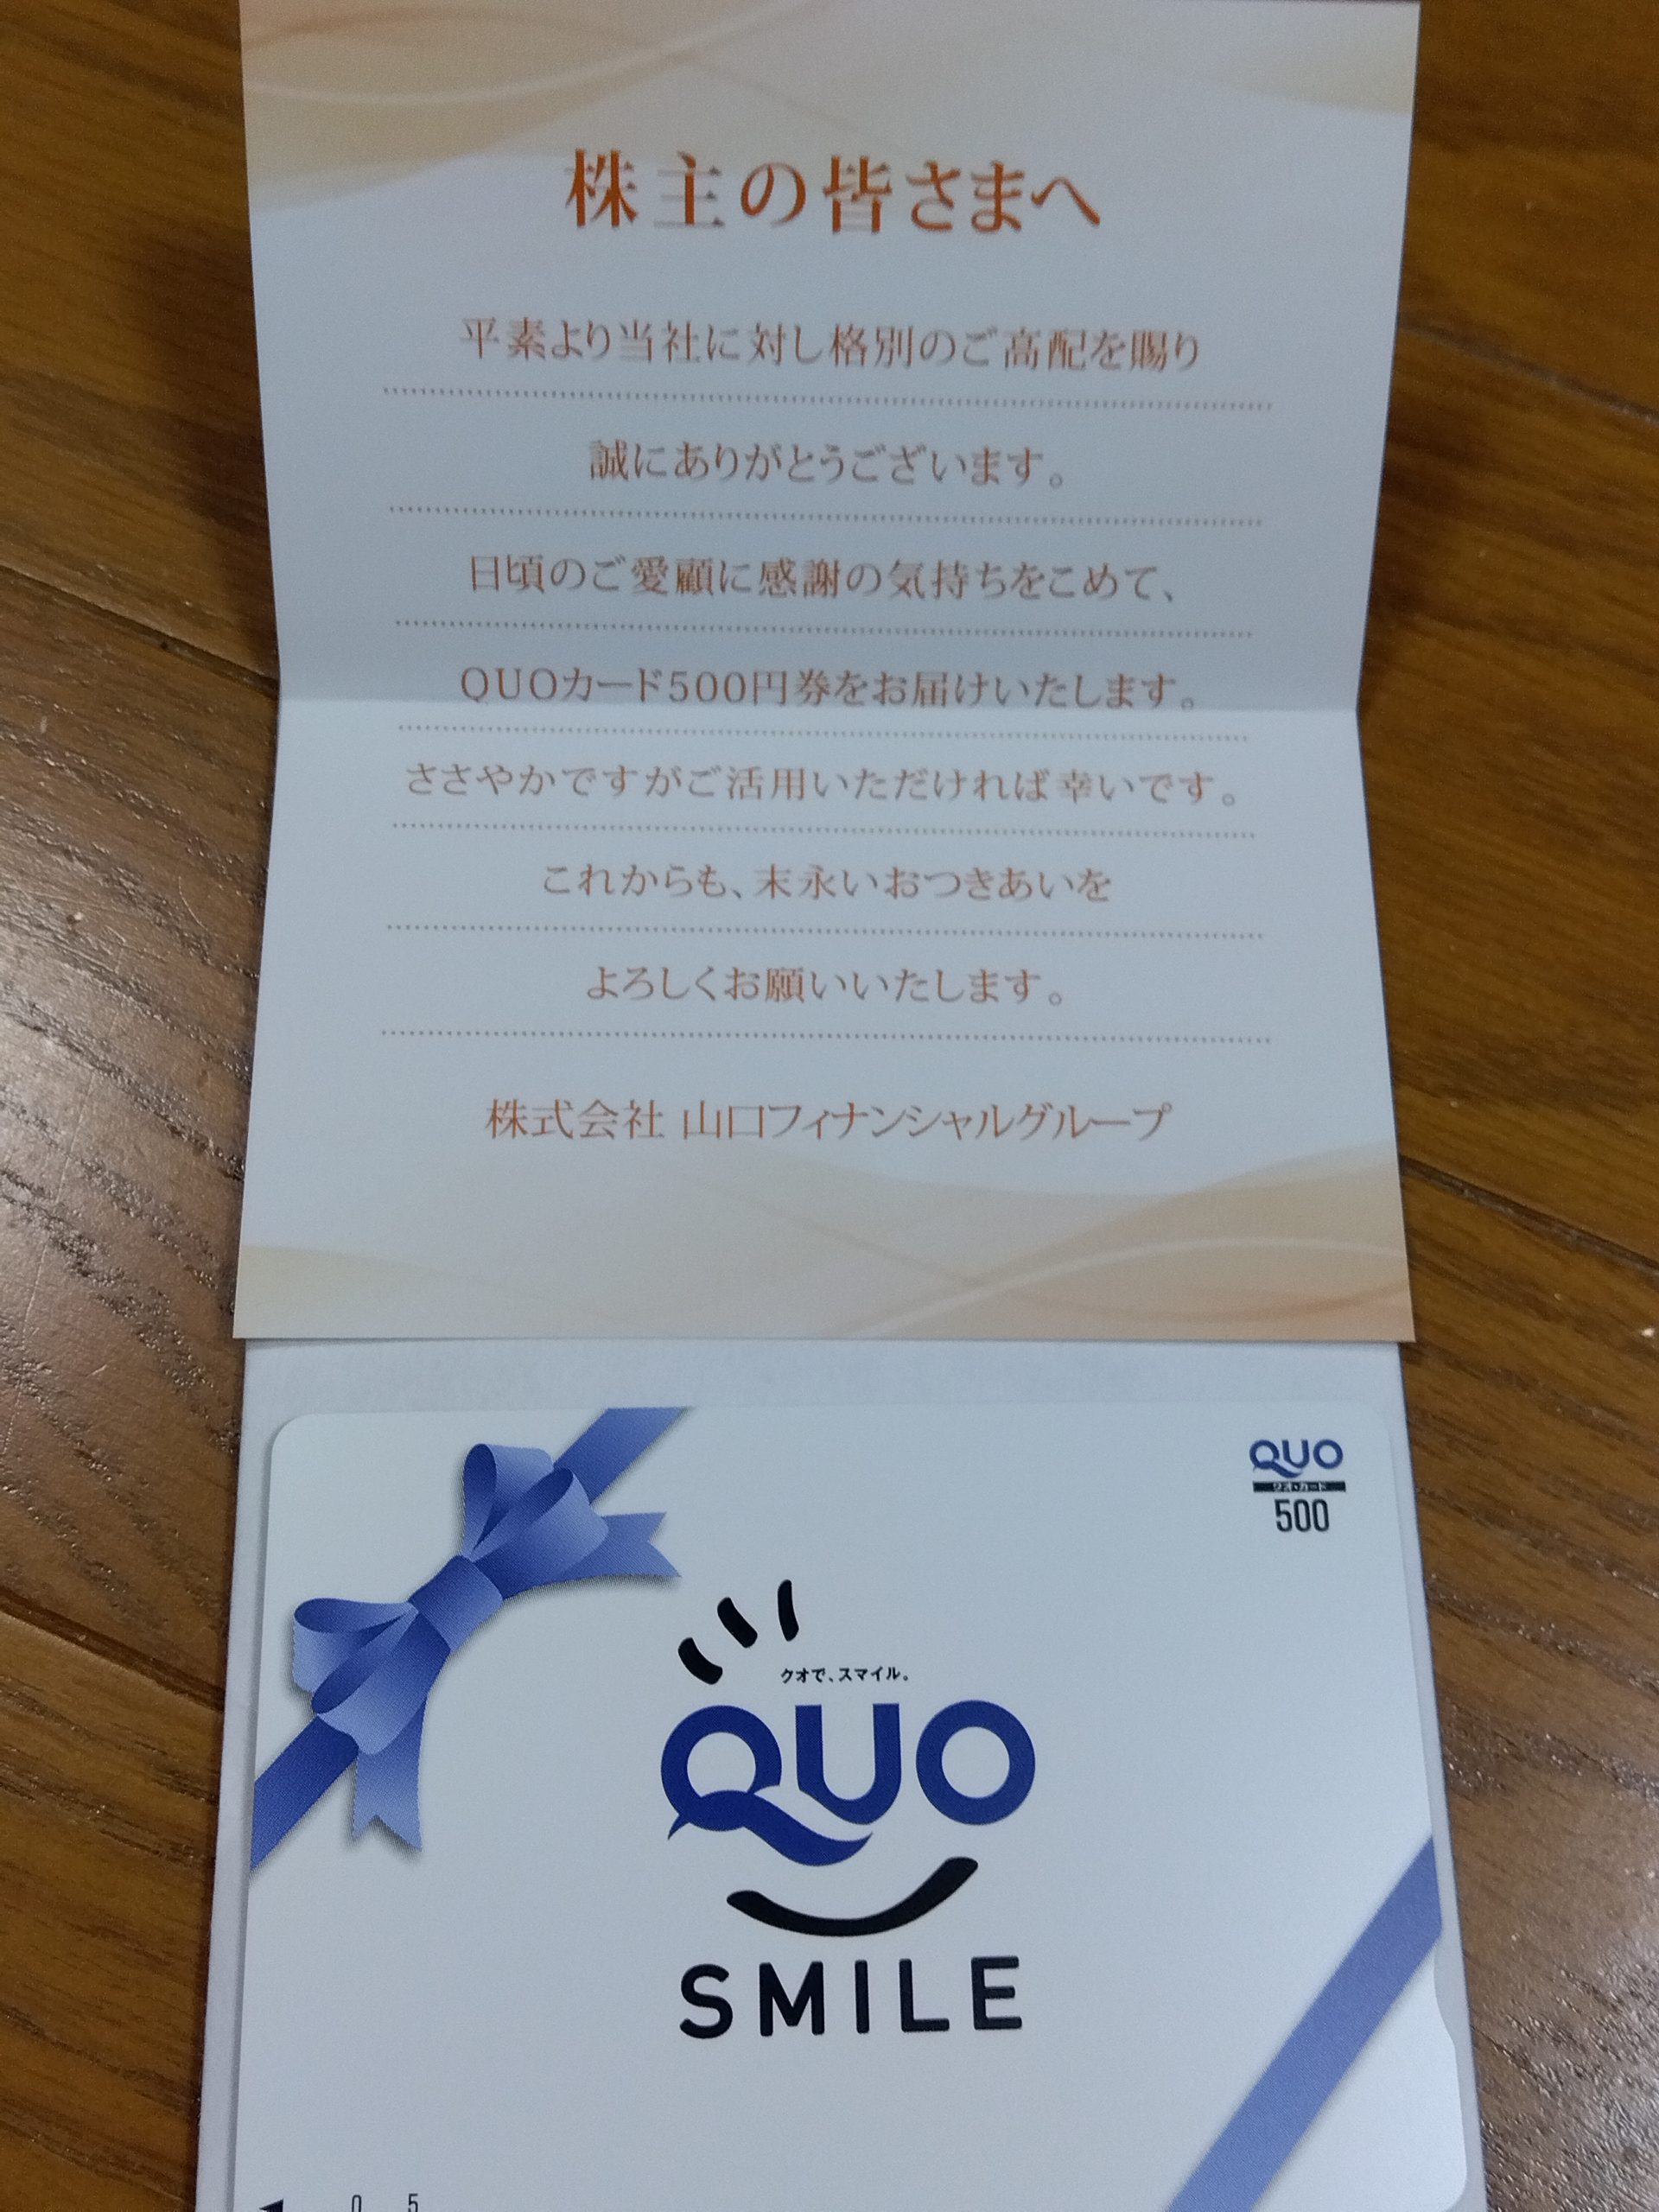 株主の皆さまへ
平素より当社に対し格別のご高配を賜り
誠にありがとうございます。
日頃のご愛顧に感謝の気持ちをこめて、
QUOカード500円券をお届けいたします。
ささやかですがご活用いただければ幸いです。
これからも、末永いおつきあいを
よろしくお願いいたします。
株式会社 山口フィナンシャルグループ
QUO
クオ・カード
500
クオで、スマイル。
QUO
SMILE
0 5